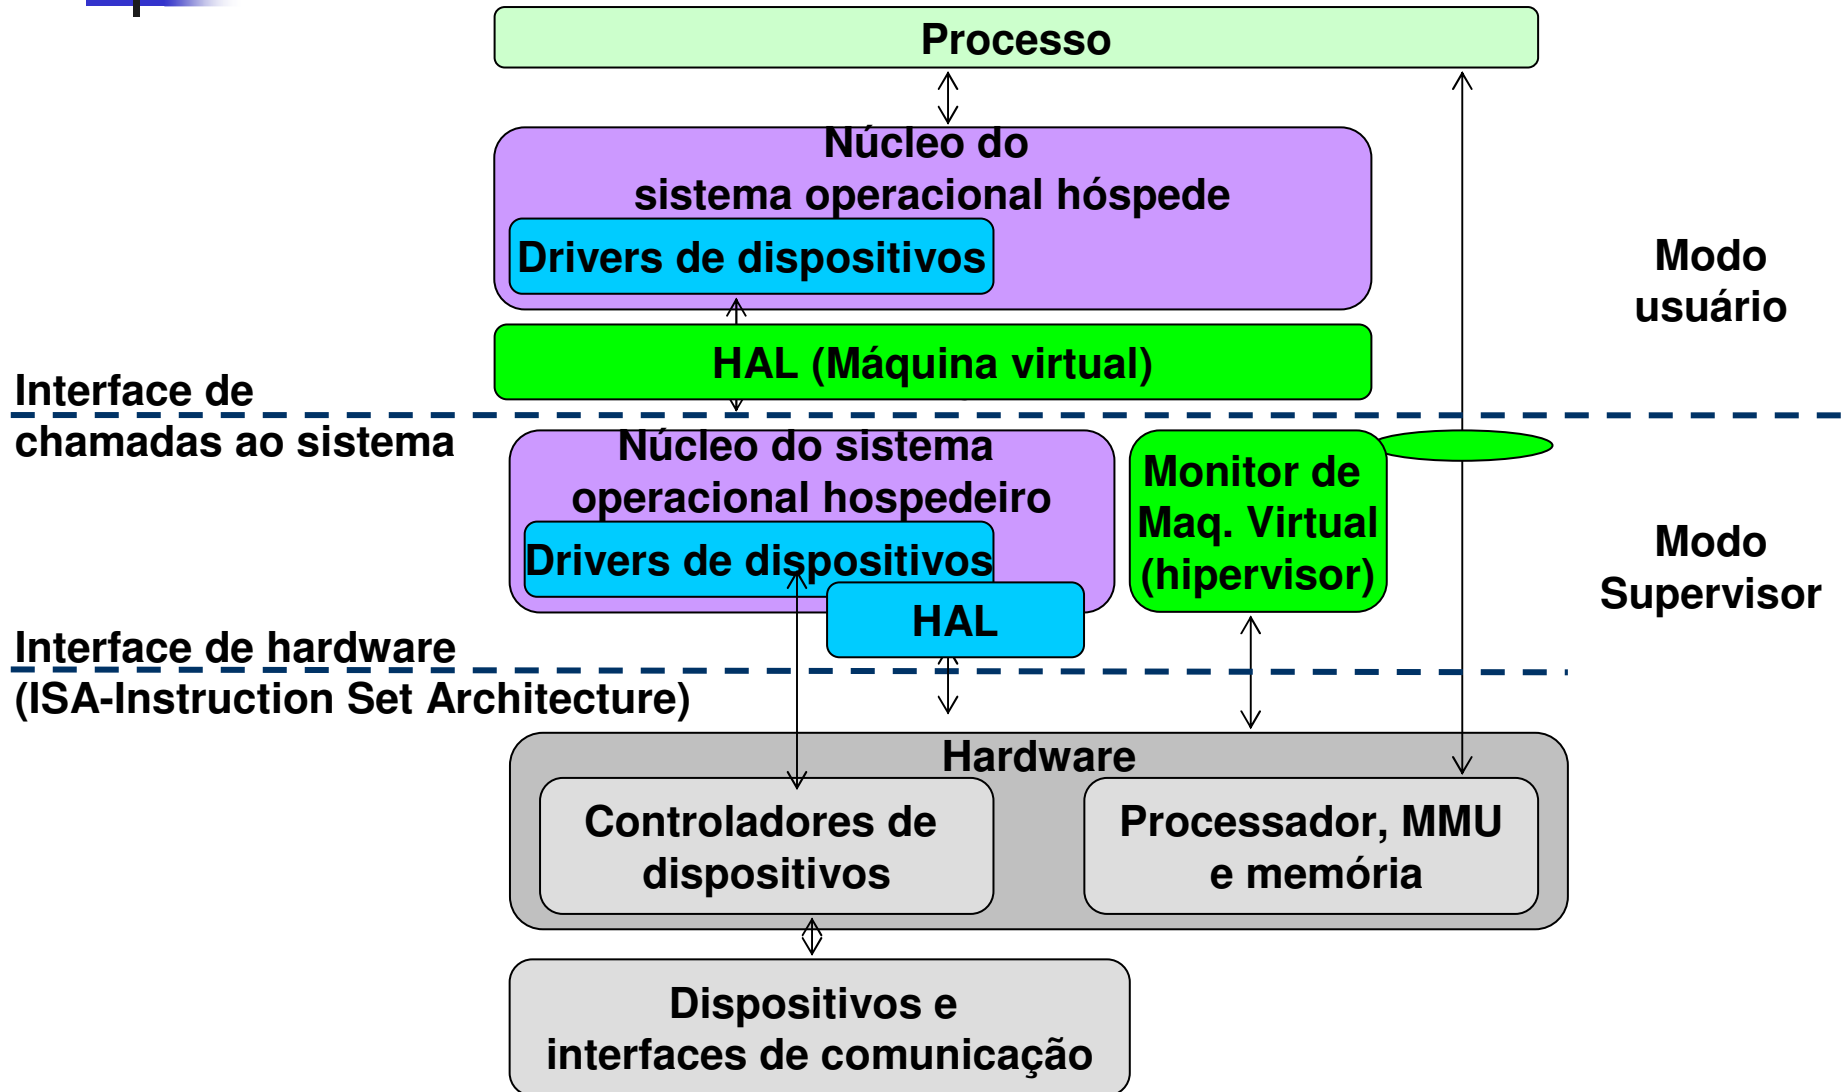 Processo
Núcleo do
sistema operacional hóspede
Drivers de dispositivos
Modo
usuário
HAL (Máquina virtual)
Interface de
chamadas ao sistema
Núcleo do sistema
operacional hospedeiro
Drivers de dispositivos
HAL
Monitor de
Maq. Virtual
(hipervisor)
Modo
Supervisor
Interface de hardware
(ISA-Instruction Set Architecture)
Hardware
Controladores de
dispositivos
Processador, MMU
e memória
Dispositivos e
interfaces de comunicação